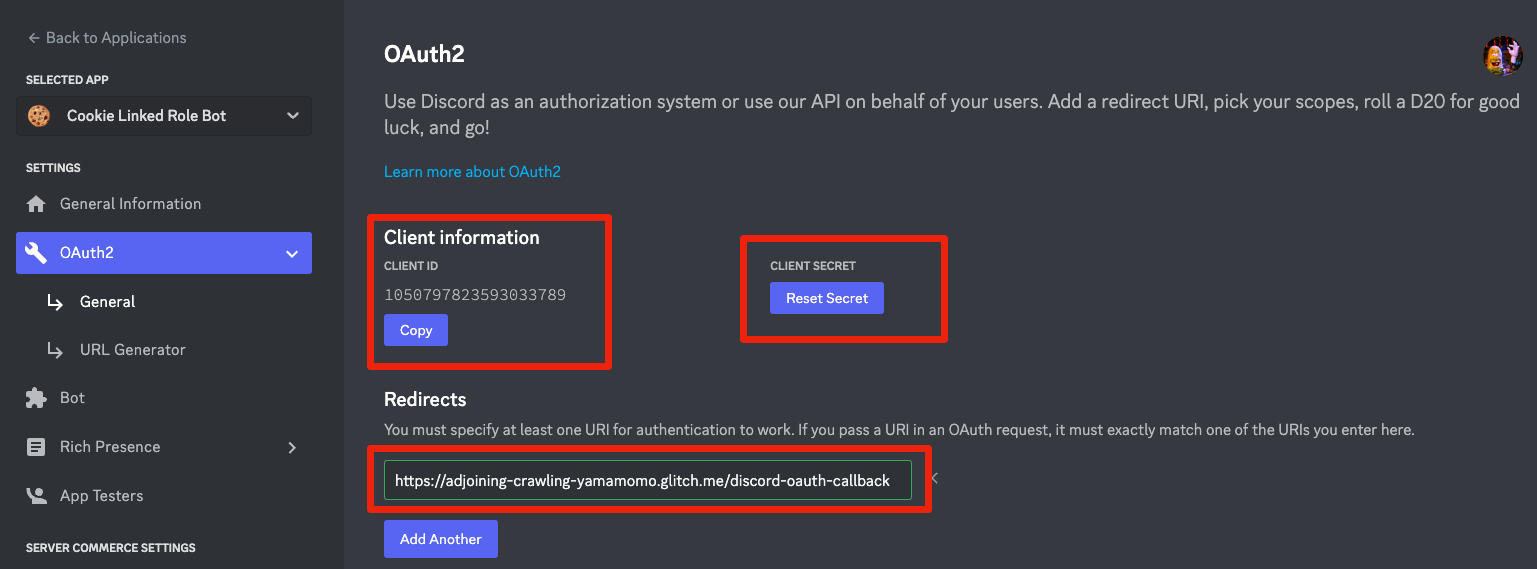 Back to Applications
SELECTED APP
Cookie Linked Role Bot
SETTINGS
General Information
OAuth2
General
URL Generator
Bot
Rich Presence
App Testers
SERVER COMMERCE SETTINGS
OAuth2
Use Discord as an authorization system or use our API on behalf of your users. Add a redirect URI, pick your scopes, roll a D20 for good
luck, and go!
Learn more about OAuth2
Client information
CLIENT ID
1050797823593033789
Copy
CLIENT SECRET
Reset Secret
Redirects
You must specify at least one URI for authentication to work. If you pass a URI in an OAuth request, it must exactly match one of the URIs you enter here.
https://adjoining-crawling-yamamomo.glitch.me/discord-oauth-callback
Add Another